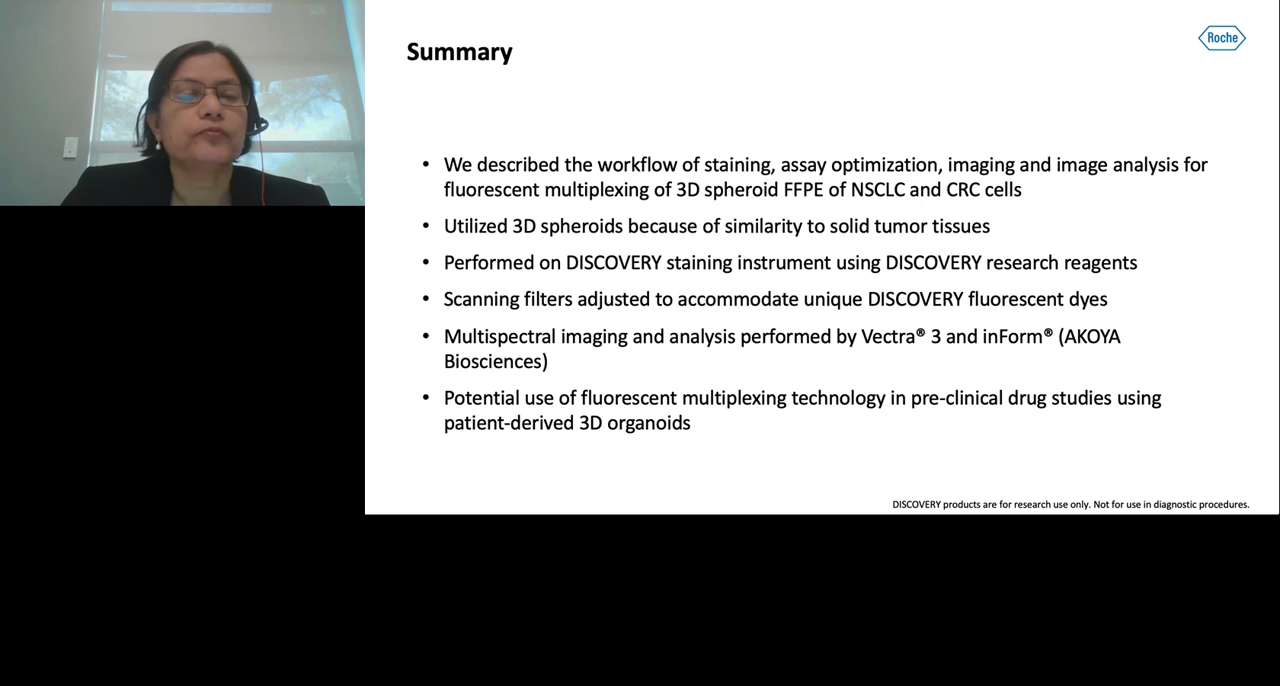 Summary
Roche
• We described the workflow of staining, assay optimization, imaging and image analysis for
fluorescent multiplexing of 3D spheroid FFPE of NSCLC and CRC cells
• Utilized 3D spheroids because of similarity to solid tumor tissues
• Performed on DISCOVERY staining instrument using DISCOVERY research reagents
• Scanning filters adjusted to accommodate unique DISCOVERY fluorescent dyes
• Multispectral imaging and analysis performed by Vectra® 3 and inForm® (AKOYA
Biosciences)
• Potential use of fluorescent multiplexing technology in pre-clinical drug studies using
patient-derived 3D organoids
DISCOVERY products are for research use only. Not for use in diagnostic procedures.